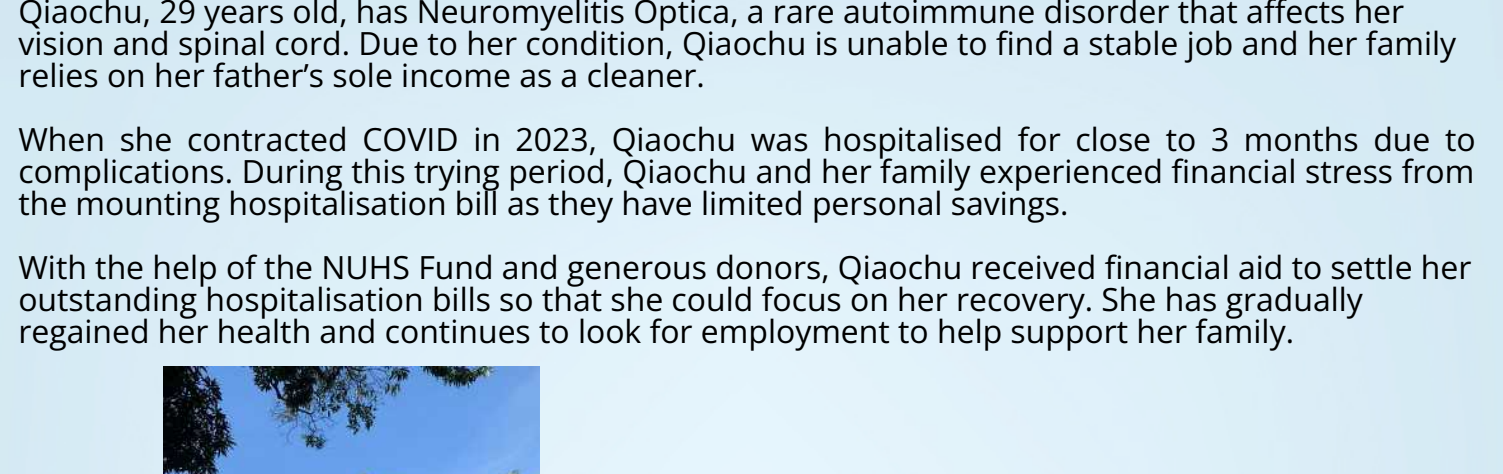 Qiaochu, 29 years old, has Neuromyelitis Optica, a rare autoimmune disorder that affects her
vision and spinal cord. Due to her condition, Qiaochu is unable to find a stable job and her family
relies on her father’s sole income as a cleaner.
When she contracted COVID in 2023, Qiaochu was hospitalised for close to 3 months due to
complications. During this trying period, Qiaochu and her family experienced financial stress from
the mounting hospitalisation bill as they have limited personal savings.
With the help of the NUHS Fund and generous donors, Qiaochu received financial aid to settle her
outstanding hospitalisation bills so that she could focus on her recovery. She has gradually
regained her health and continues to look for employment to help support her family.